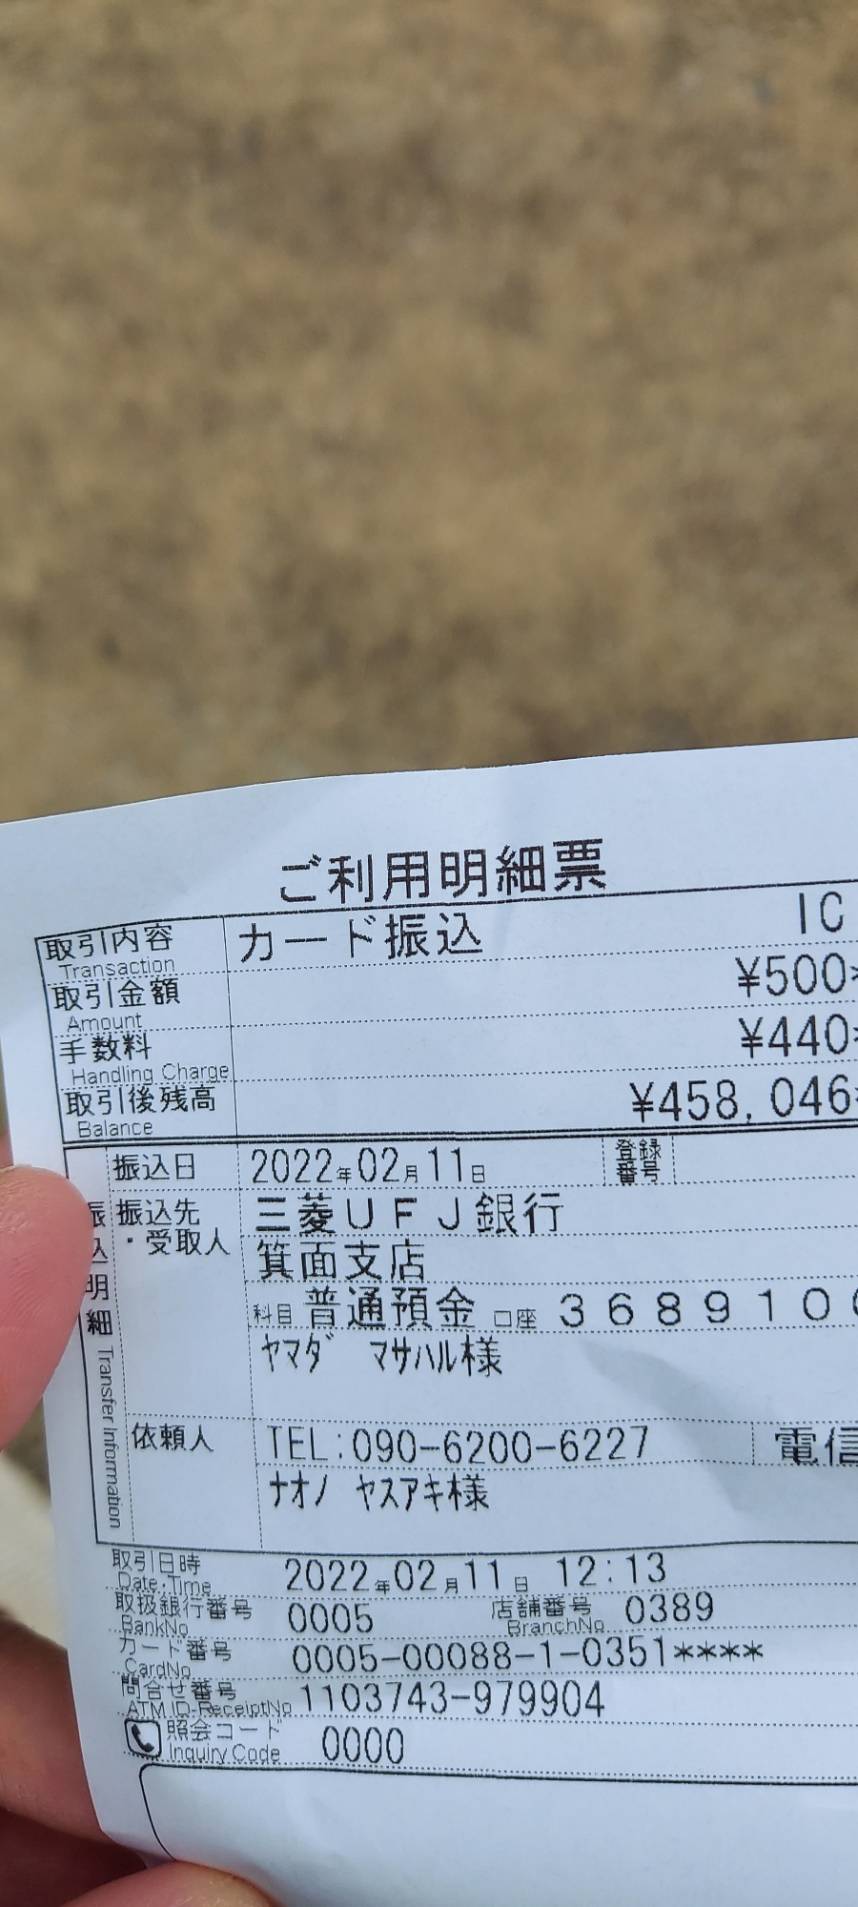 ご利用明細票
取引内容 カード振込 IC
Transaction
取引金額 ¥500*
Amount
手数料 ¥440*
Handling Charge
取引後残高 ¥458,046*
Balance
振込明細 Transfer Information
振込日 2022年02月11日 登録番号
振込先・受取人 三菱UFJ銀行
箕面支店
科目 普通預金 口座 3689100
ヤマダ マサハル様
依頼人 TEL:090-6200-6227 電信
ナオノ ヤスアキ様
取引日時 2022年02月11日 12:13
Date・Time
取扱銀行番号 0005 店舗番号 0389
BankNo BranchNo
カード番号 0005-00088-1-0351****
CardNo
問合せ番号 1103743-979904
ATM ID-ReceiptNo
照会コード 0000
Inquiry Code